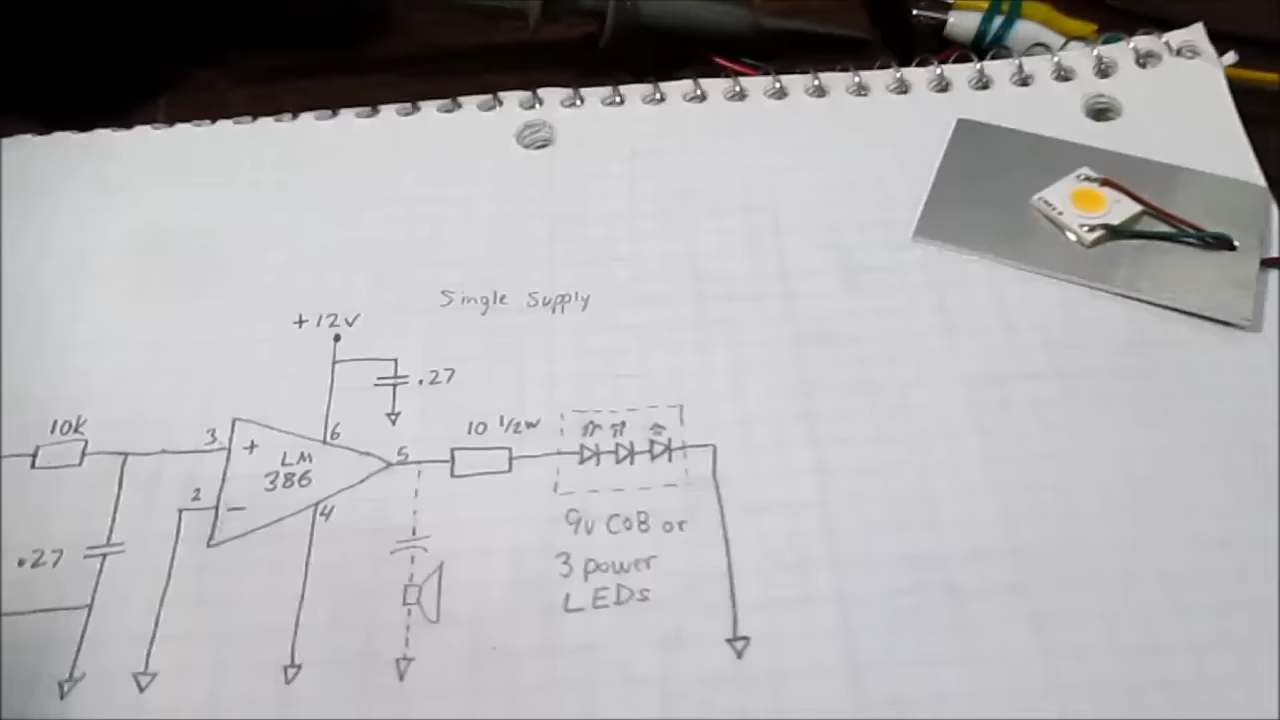 Single Supply
+12V
.27
10K
3
+
6
LM
386
5
10 1/2W
2
-
4
.27
9V COB or
3 power
LEDs